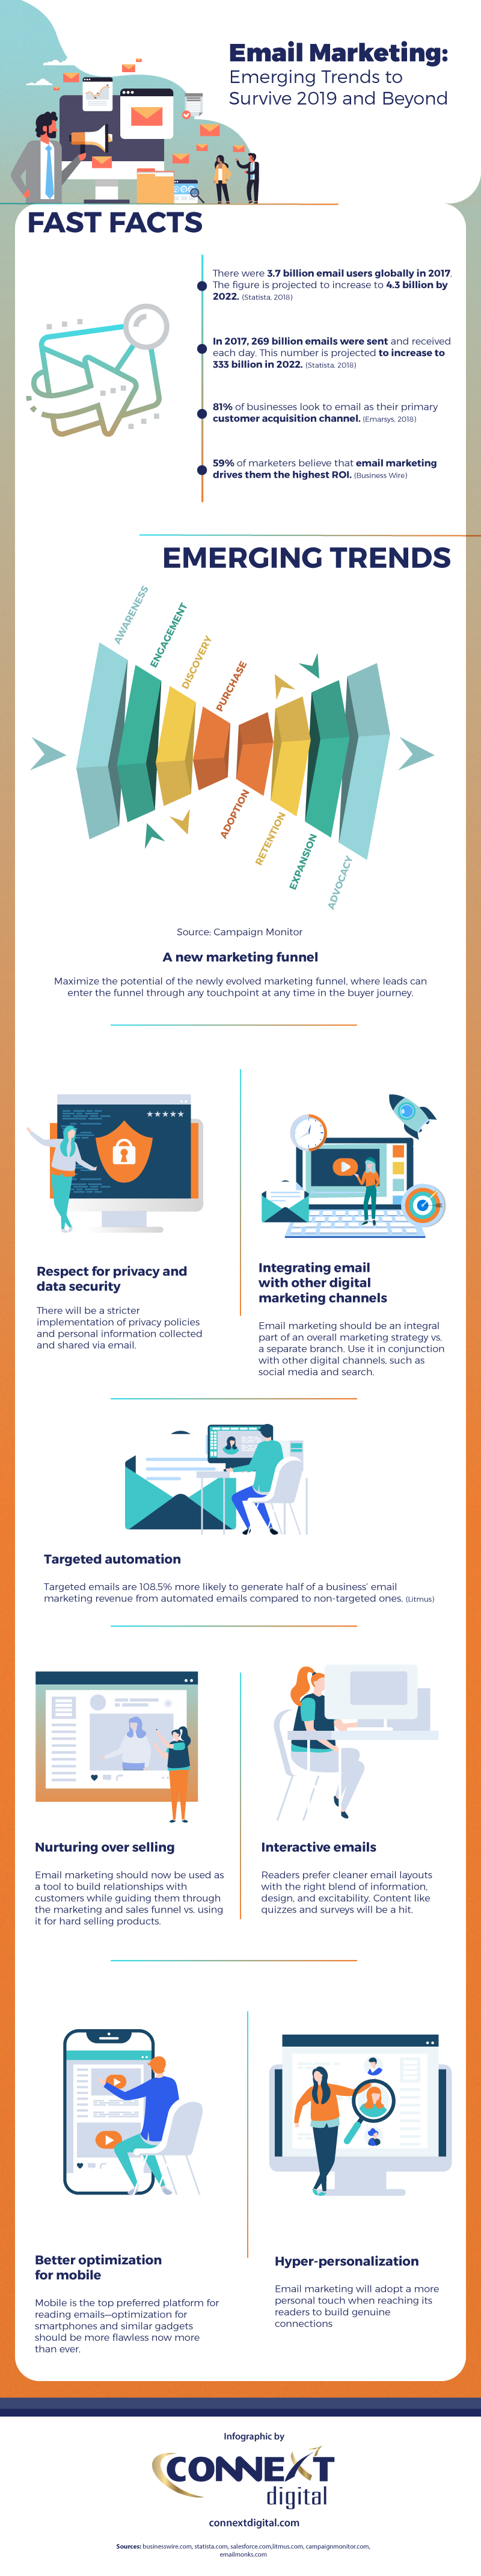 Email Marketing:
Emerging Trends to
Survive 2019 and Beyond
FAST FACTS
There were 3.7 billion email users globally in 2017.
The figure is projected to increase to 4.3 billion by
2022. (Statista, 2018)
In 2017, 269 billion emails were sent and received
each day. This number is projected to increase to
333 billion in 2022. (Statista, 2018)
81% of businesses look to email as their primary
customer acquisition channel. (Emarsys, 2018)
59% of marketers believe that email marketing
drives them the highest ROI. (Business Wire)
EMERGING TRENDS
AWARENESS
ENGAGEMENT
DISCOVERY
PURCHASE
ADOPTION
RETENTION
EXPANSION
ADVOCACY
Source: Campaign Monitor
A new marketing funnel
Maximize the potential of the newly evolved marketing funnel, where leads can
enter the funnel through any touchpoint at any time in the buyer journey.
Respect for privacy and
data security
There will be a stricter
implementation of privacy policies
and personal information collected
and shared via email.
Integrating email
with other digital
marketing channels
Email marketing should be an integral
part of an overall marketing strategy vs.
a separate branch. Use it in conjunction
with other digital channels, such as
social media and search.
Targeted automation
Targeted emails are 108.5% more likely to generate half of a business' email
marketing revenue from automated emails compared to non-targeted ones. (Litmus)
Nurturing over selling
Email marketing should now be used as
a tool to build relationships with
customers while guiding them through
the marketing and sales funnel vs. using
it for hard selling products.
Interactive emails
Readers prefer cleaner email layouts
with the right blend of information,
design, and excitability. Content like
quizzes and surveys will be a hit.
Better optimization
for mobile
Mobile is the top preferred platform for
reading emails—optimization for
smartphones and similar gadgets
should be more flawless now more
than ever.
Hyper-personalization
Email marketing will adopt a more
personal touch when reaching its
readers to build genuine
connections
Infographic by
CONNEXT
digital
connextdigital.com
Sources: businesswire.com, statista.com, salesforce.com,litmus.com, campaignmonitor.com,
emailmonks.com